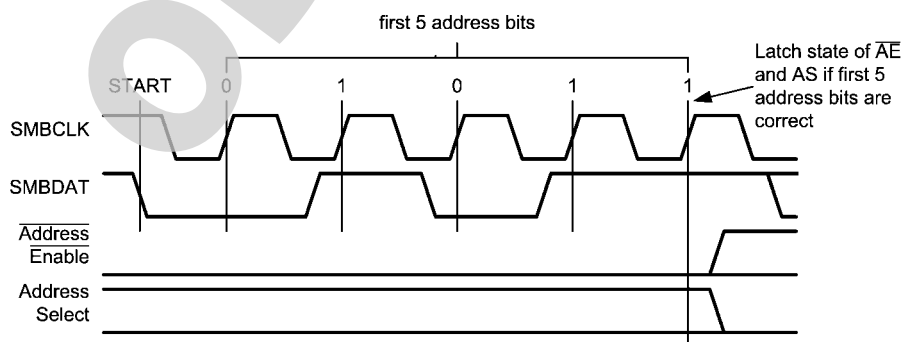 first 5 address bits
START 0 1 0 1 1
Latch state of AE
and AS if first 5
address bits are
correct
SMBCLK
SMBDAT
Address
Enable
Address
Select